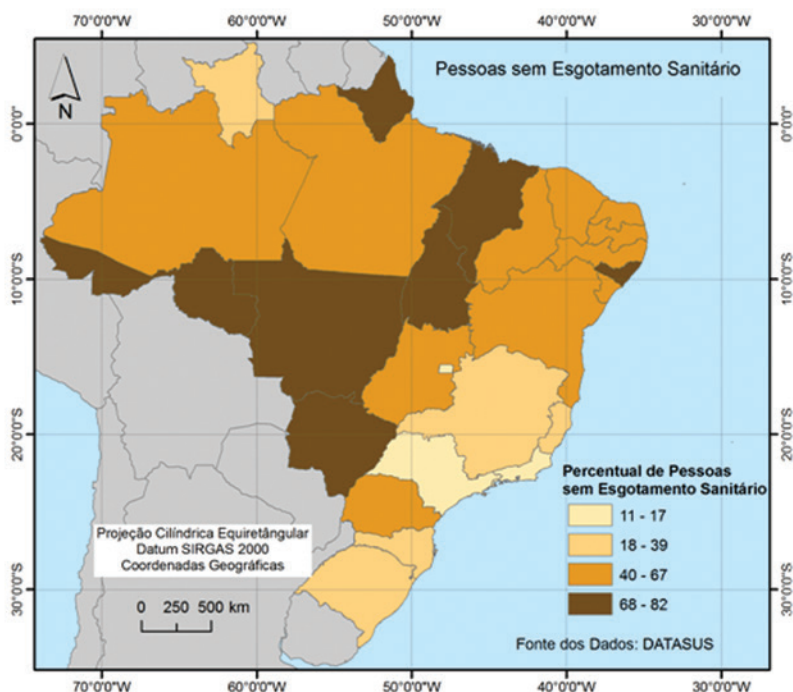 70°0'0"W 60°0'0"W 50°0'0"W 40°0'0"W 30°0'0"W
Pessoas sem Esgotamento Sanitário
N
0°0'0" 0°0'0"
10°0'0"S 10°0'0"S
20°0'0"S 20°0'0"S
Percentual de Pessoas
sem Esgotamento Sanitário
11 - 17
18 - 39
40 - 67
68 - 82
Projeção Cilíndrica Equiretângular
Datum SIRGAS 2000
Coordenadas Geográficas
30°0'0"S 30°0'0"S
0 250 500 km
Fonte dos Dados: DATASUS
70°0'0"W 60°0'0"W 50°0'0"W 40°0'0"W 30°0'0"W